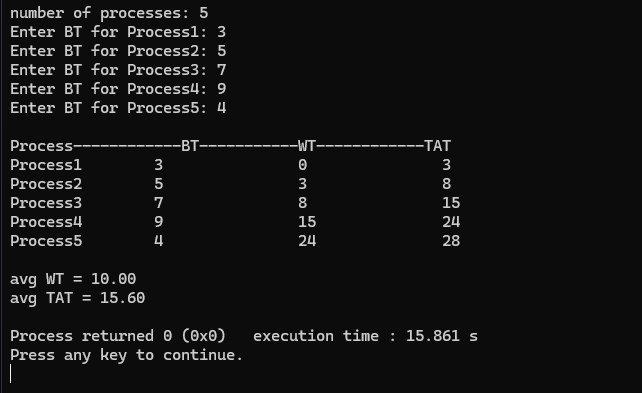 number of processes: 5
Enter BT for Process1: 3
Enter BT for Process2: 5
Enter BT for Process3: 7
Enter BT for Process4: 9
Enter BT for Process5: 4
Process------------BT-----------WT------------TAT
Process1        3               0               3
Process2        5               3               8
Process3        7               8               15
Process4        9               15              24
Process5        4               24              28
avg WT = 10.00
avg TAT = 15.60
Process returned 0 (0x0)   execution time : 15.861 s
Press any key to continue.